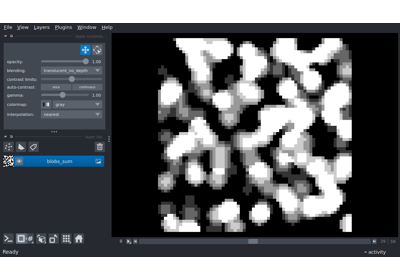 File View Layers Plugins Window Help
opacity: 1.00
blending: translucent_no_depth
contrast limits:
auto-contrast: once continuous
gamma: 1.00
colormap: gray
interpolation: nearest
blobs_sum
Ready
activity